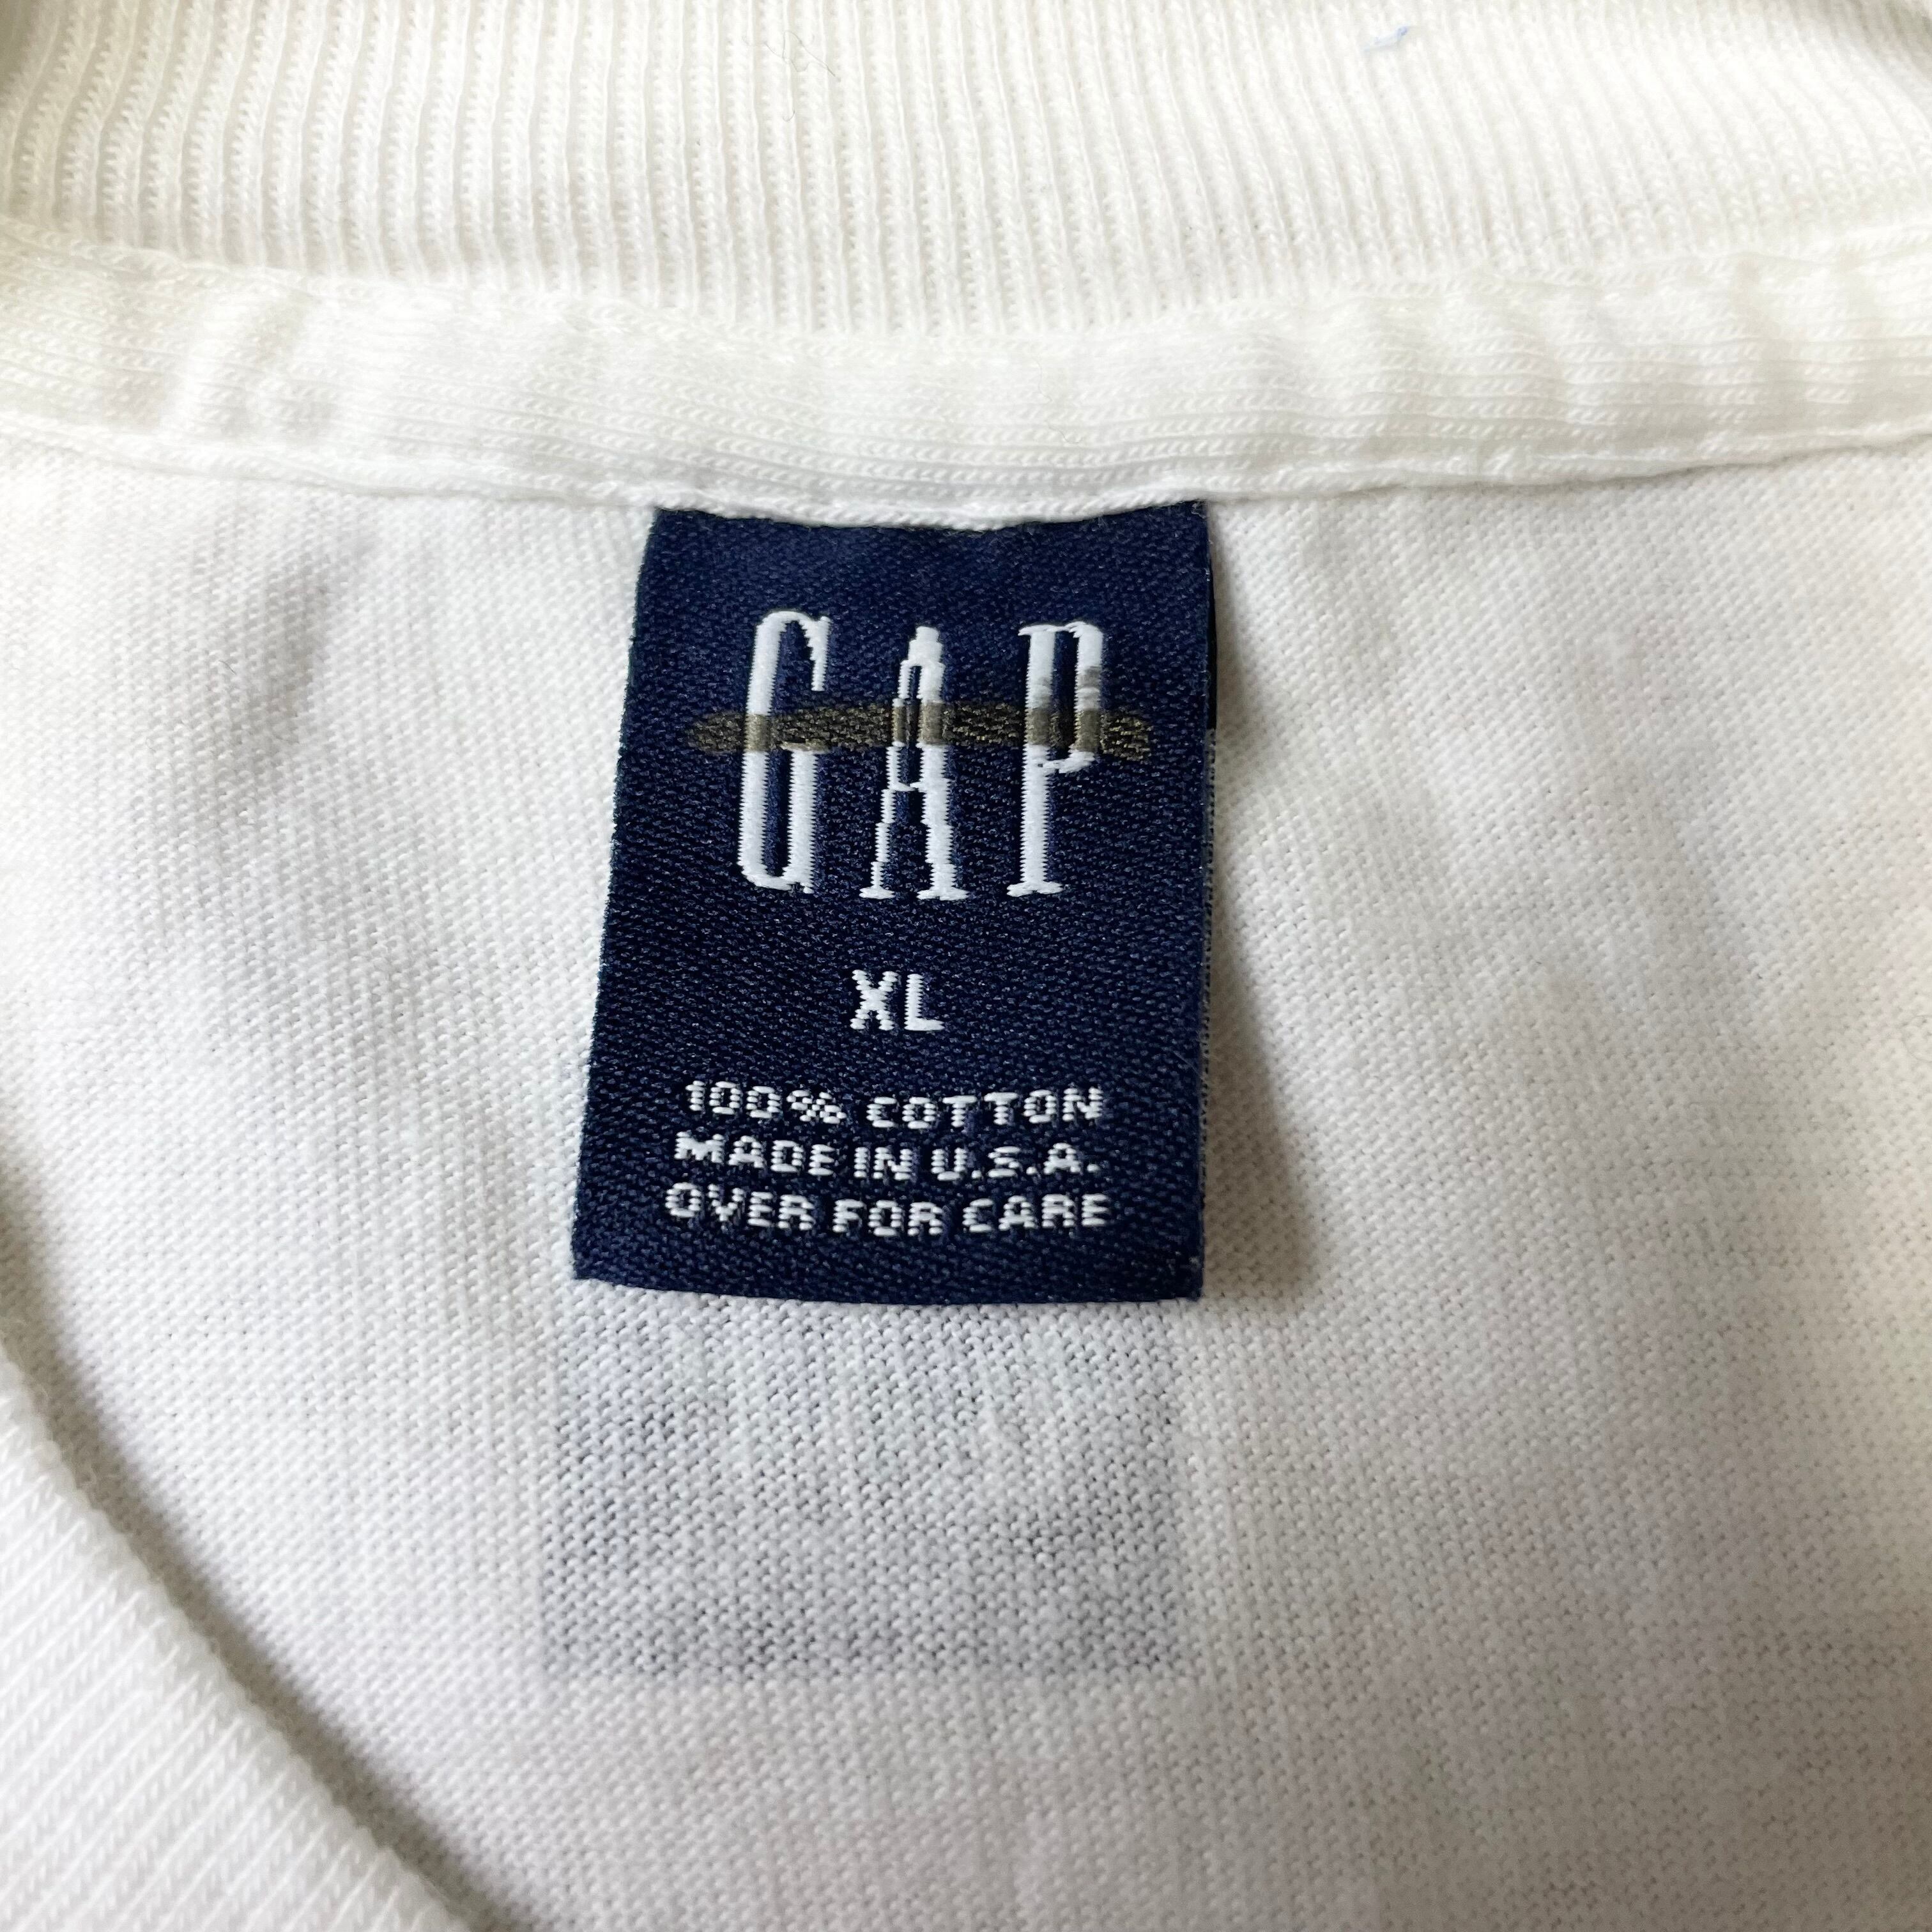 GAP
XL
100% COTTON
MADE IN U.S.A.
OVER FOR CARE